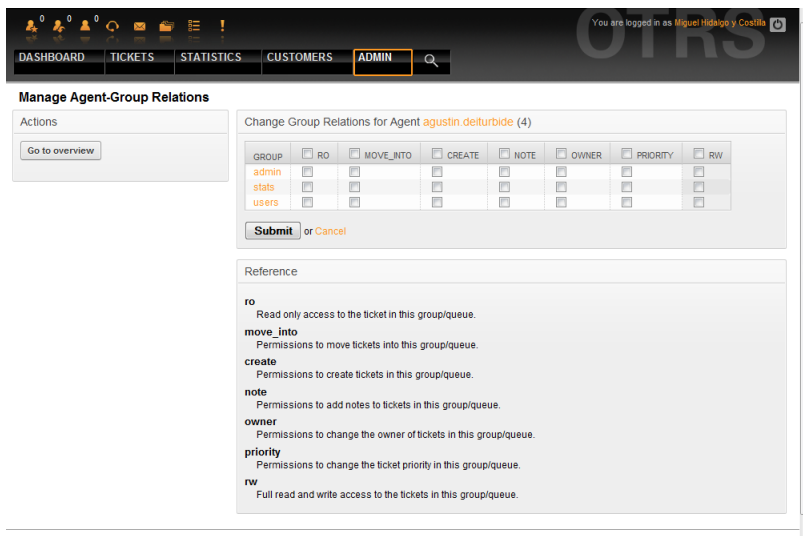 0 0 0
You are logged in as Miguel Hidalgo y Costilla
OTRS
DASHBOARD TICKETS STATISTICS CUSTOMERS ADMIN
Manage Agent-Group Relations
Actions
Go to overview
Change Group Relations for Agent agustin.deiturbide (4)
GROUP RO MOVE_INTO CREATE NOTE OWNER PRIORITY RW
admin
stats
users
Submit or Cancel
Reference
ro
Read only access to the ticket in this group/queue.
move_into
Permissions to move tickets into this group/queue.
create
Permissions to create tickets in this group/queue.
note
Permissions to add notes to tickets in this group/queue.
owner
Permissions to change the owner of tickets in this group/queue.
priority
Permissions to change the ticket priority in this group/queue.
rw
Full read and write access to the tickets in this group/queue.